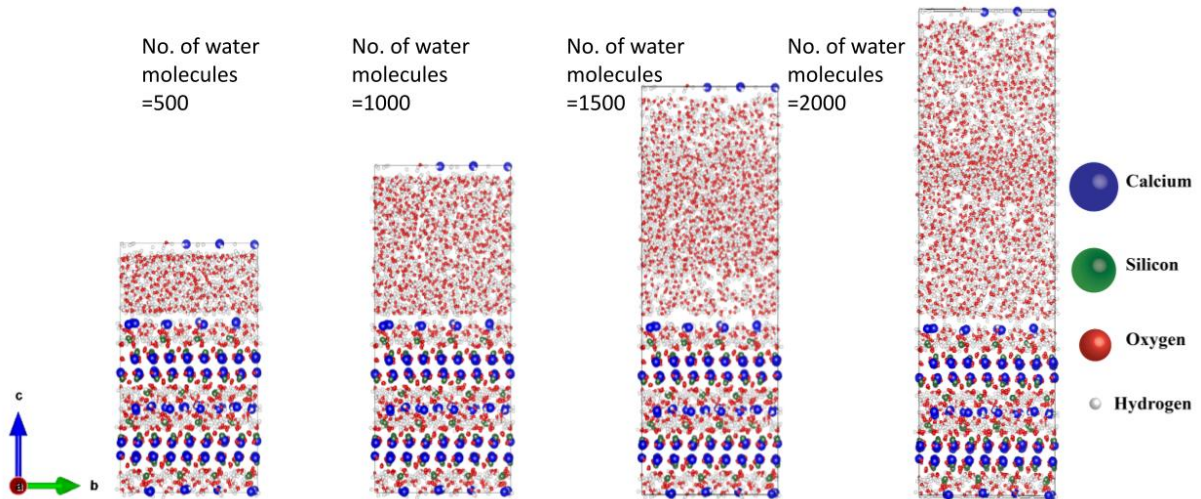 No. of water
molecules
=500
No. of water
molecules
=1000
No. of water
molecules
=1500
No. of water
molecules
=2000
Calcium
Silicon
Oxygen
Hydrogen
c
a
b